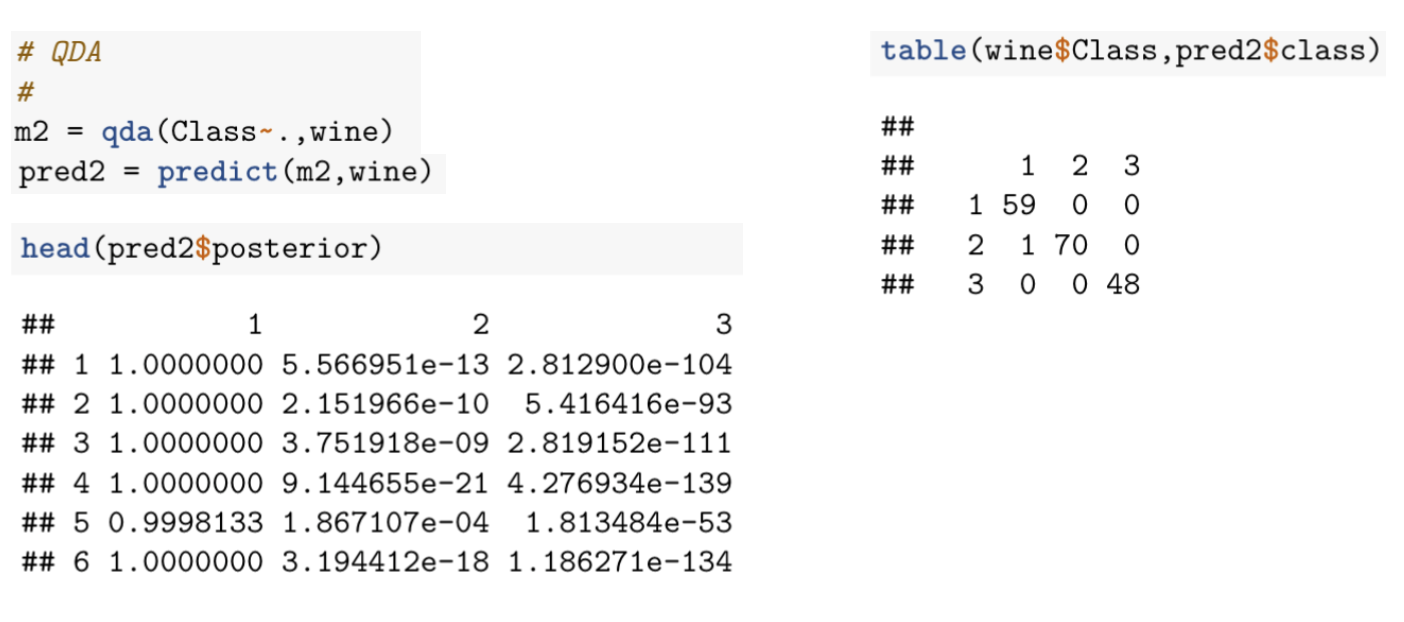 # QDA
#
m2 = qda(Class~.,wine)
pred2 = predict(m2,wine)
head(pred2$posterior)
##            1            2             3
## 1 1.0000000 5.566951e-13 2.812900e-104
## 2 1.0000000 2.151966e-10  5.416416e-93
## 3 1.0000000 3.751918e-09 2.819152e-111
## 4 1.0000000 9.144655e-21 4.276934e-139
## 5 0.9998133 1.867107e-04  1.813484e-53
## 6 1.0000000 3.194412e-18 1.186271e-134
table(wine$Class,pred2$class)
##
##      1  2  3
##   1 59  0  0
##   2  1 70  0
##   3  0  0 48